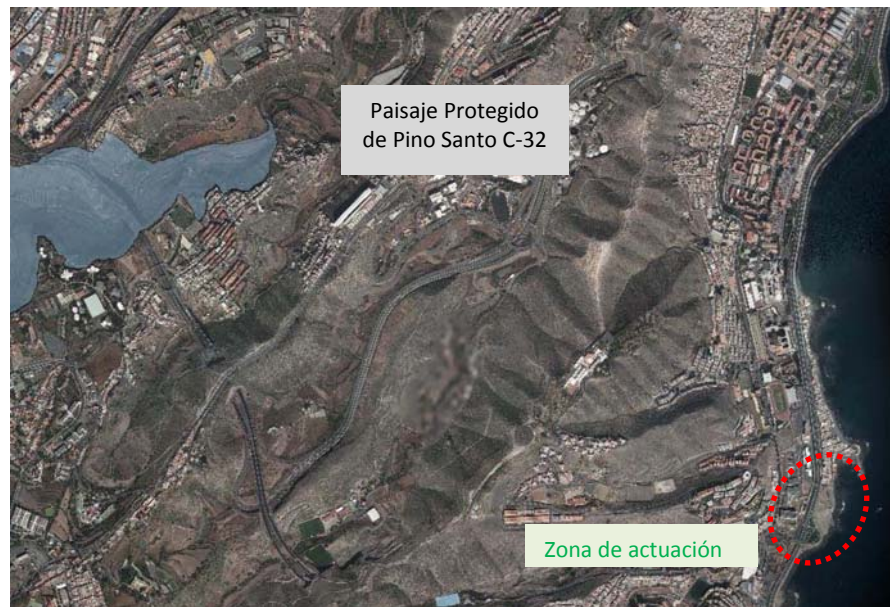 Paisaje Protegido
de Pino Santo C-32
Zona de actuación